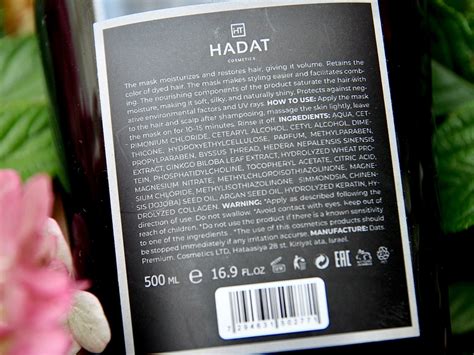 HT
HADAT
COSMETICS
The mask moisturizes and restores hair, giving it volume. Retains the
color of dyed hair. The mask makes styling easier and facilitates comb-
ing. The nourishing components of the product saturate the hair with
moisture, making it soft, silky, and naturally shiny. Protects against neg-
ative environmental factors and UV rays. HOW TO USE: Apply the mask
to the hair and scalp after shampooing, massage the skin lightly, leave
the mask on for 10-15 minutes. Rinse it off. INGREDIENTS: AQUA, CET-
RIMONIUM CHLORIDE, CETEARYL ALCOHOL, CETYL ALCOHOL, DIME-
THICONE, HYDROXYETHYLCELLULOSE, PARFUM, METHYLPARABEN,
PROPYLPARABEN, BYSSUS THREAD, HEDERA NEPALENSIS SINENSIS
EXTRACT, GINKGO BILOBA LEAF EXTRACT, HYDROLYZED WHEAT PRO-
TEIN, PHOSPHATIDYLGHOLINE, TOCOPHERYL ACETATE, CITRIC ACID,
MAGNESIUM NITRATE, METHYLCHLOROISOTHIAZOLINONE, MAGNE-
SIUM CHLORIDE, METHYLISOTHIAZOLINONE SIMMONDSIA, CHINEN-
SIS (JOJOBA) SEED OIL, ARGAN SEED OIL, HYDROLYZED KERATIN, HY-
DROLYZED COLLAGEN. WARNING: *Apply as described following the
direction of use. Do not swallow. *Avoid contact with eyes. Keep out of
reach of children. *Do not use the product if there is a known sensitivity
to one of the ingredients. *The use of this cosmetics products should
be stopped immediately if any irritation accurse. MANUFACTURE: Dats
Premium. Cosmetics LTD, Hataasiya 28 st. Kiriyat ata, Israel.
500 ML e 16.9 FL.OZ EAC
7 294631 502771